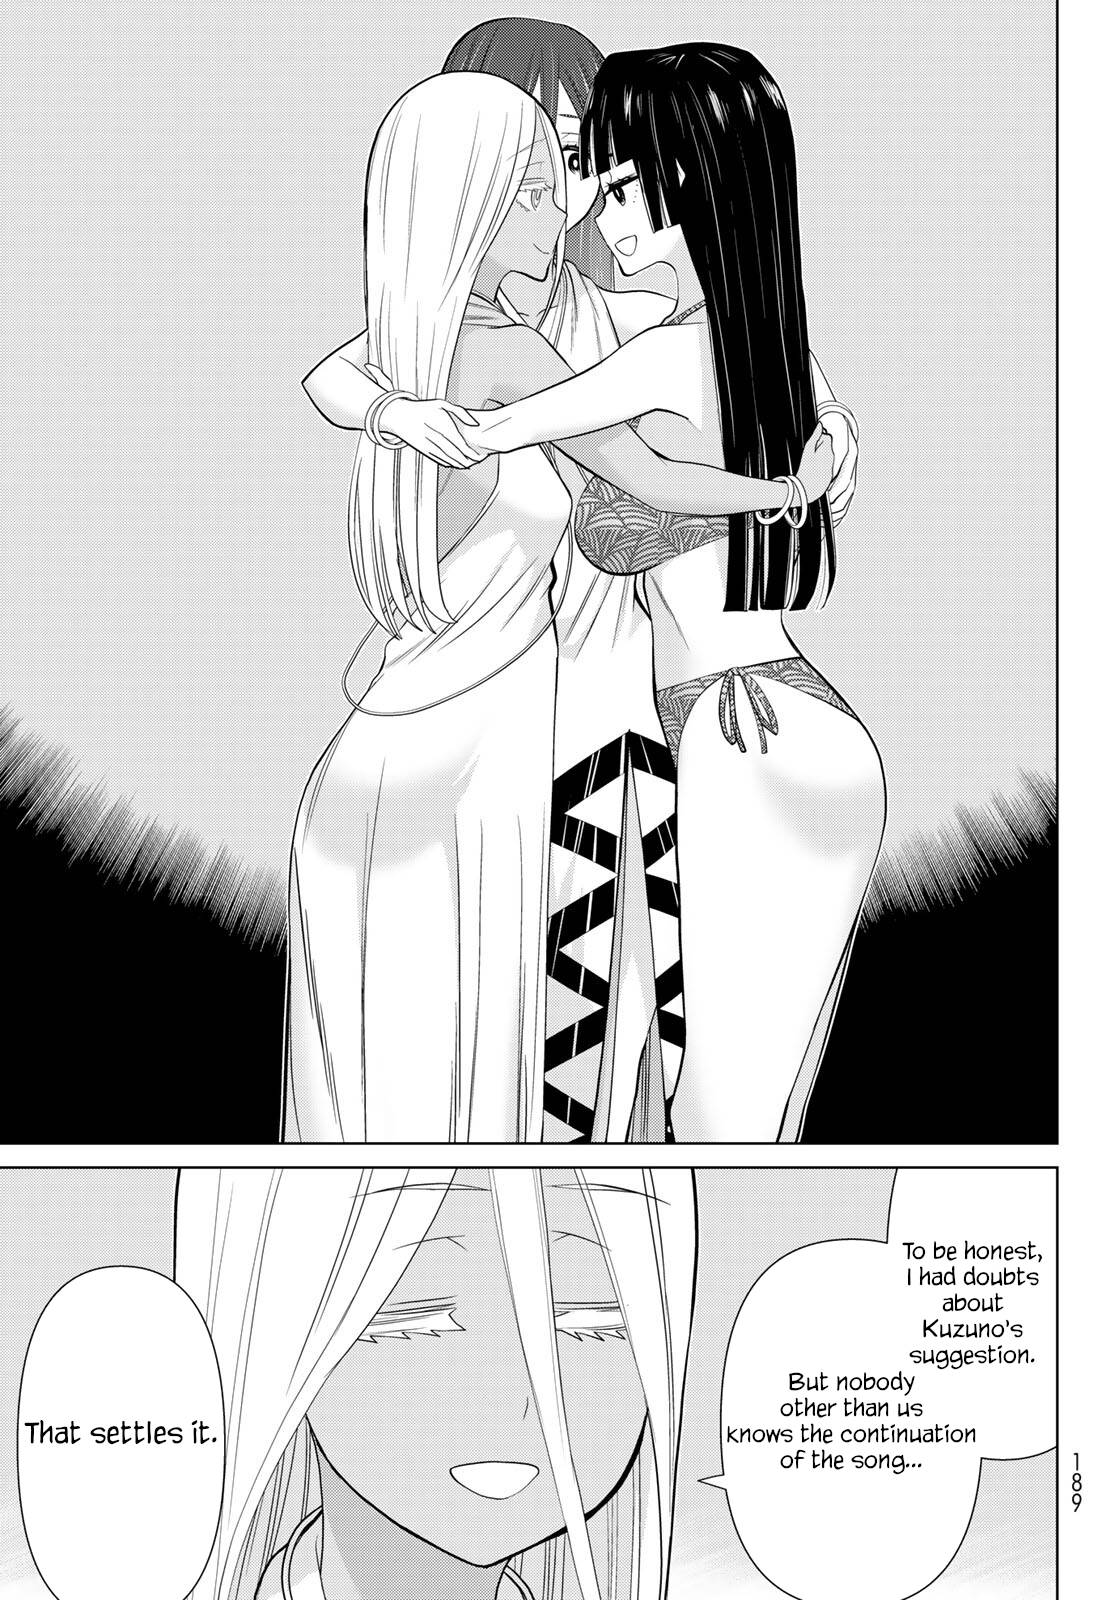 To be honest,
I had doubts
about
Kuzuno's
suggestion.
But nobody
other than us
knows the continuation
of the song...
That settles it.
189